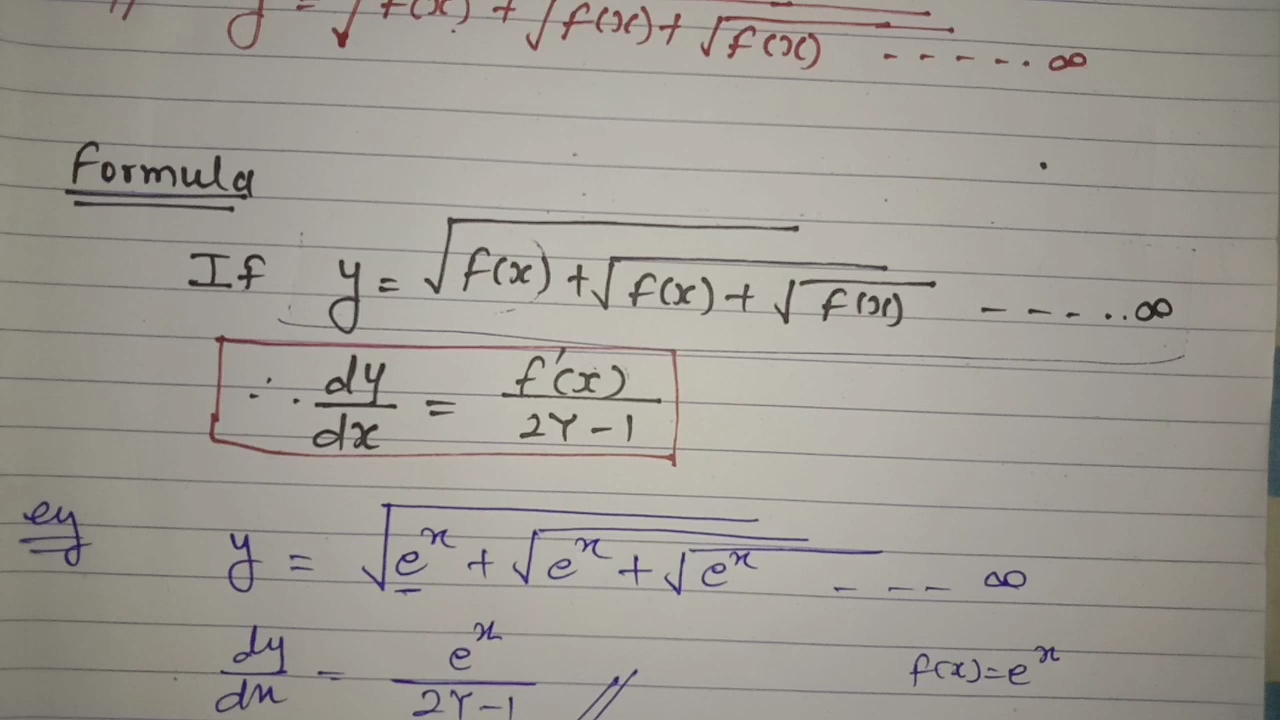 y = √f(x) + √f(x) + √f(x) - - - - - . ∞
Formula
If y = √f(x) + √f(x) + √f(x) - - - - . . ∞
∴ dy/dx = f'(x)/2Y-1
eg y = √e^x + √e^x + √e^x - - - ∞
dy/dx = e^x/2Y-1 // f(x)=e^x